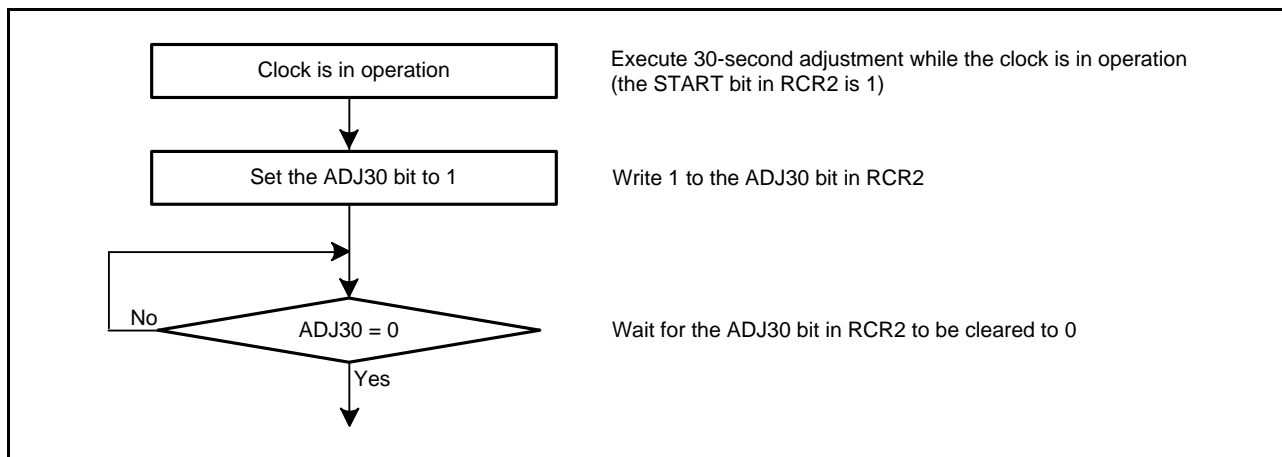 Clock is in operation
Execute 30-second adjustment while the clock is in operation
(the START bit in RCR2 is 1)
Set the ADJ30 bit to 1
Write 1 to the ADJ30 bit in RCR2
No
ADJ30 = 0
Wait for the ADJ30 bit in RCR2 to be cleared to 0
Yes